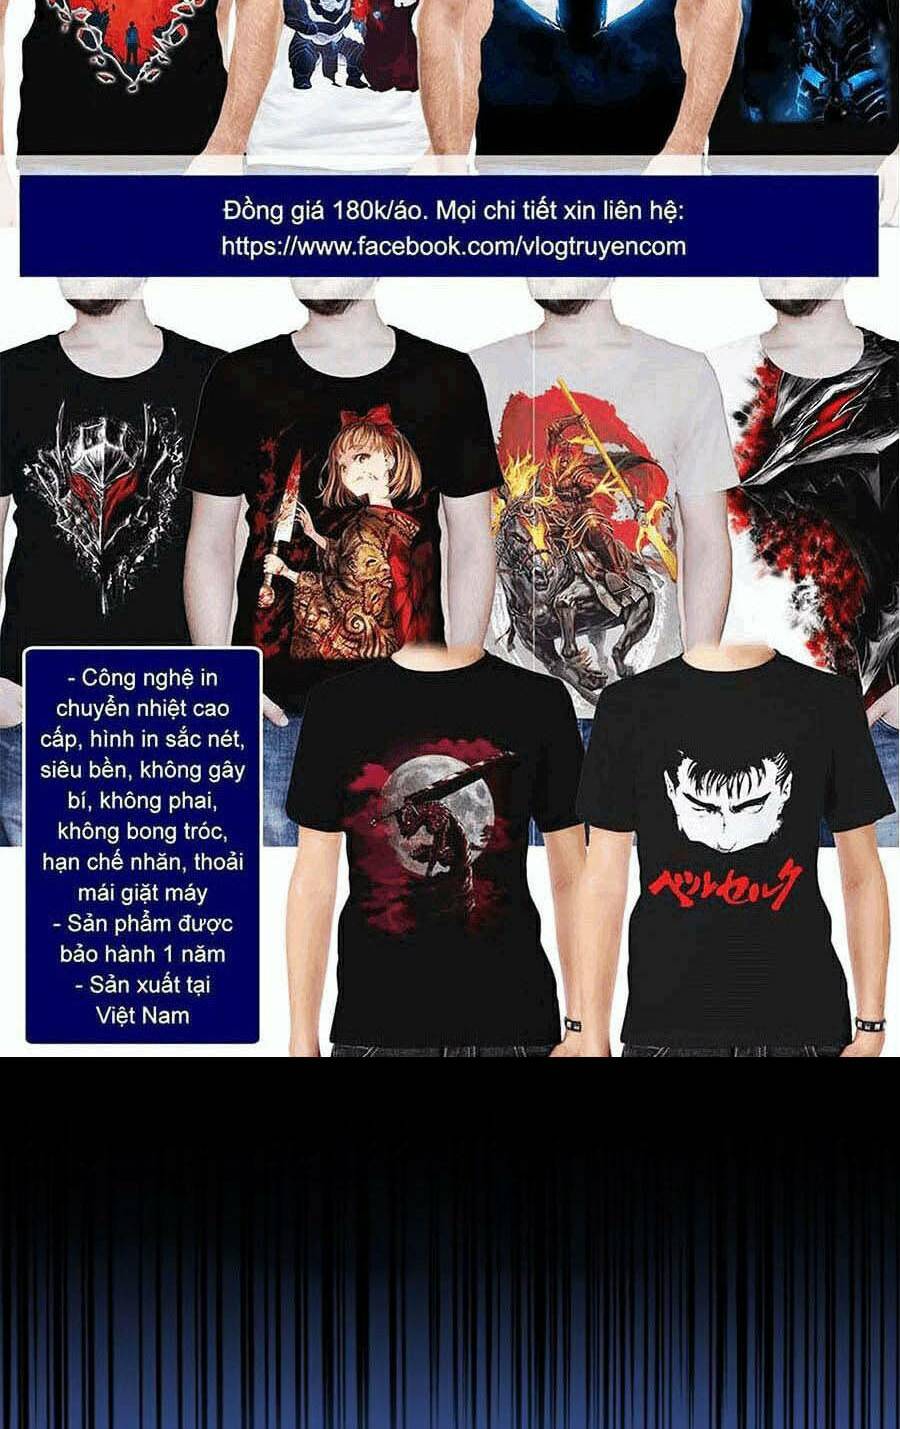 Đồng giá 180k/áo. Mọi chi tiết xin liên hệ:
https://www.facebook.com/vlogtruyencom
- Công nghệ in
chuyển nhiệt cao
cấp, hình in sắc nét,
siêu bền, không gây
bí, không phai,
không bong tróc,
hạn chế nhăn, thoải
mái giặt máy
- Sản phẩm được
bảo hành 1 năm
- Sản xuất tại
Việt Nam
ベルセルク